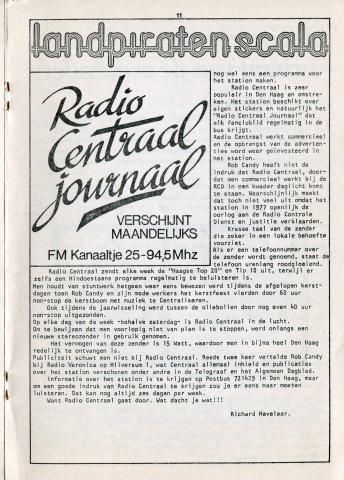 11
landpiratenscala
Radio
Centraal
journaal
VERSCHIJNT
MAANDELIJKS
FM Kanaaltje 25-94,5 Mhz
nog wel eens een programma voor
het station maken.
Radio Centraal is zeer
populair in Den Haag en omstre-
ken. Het station beschikt over
eigen stickers en natuurlijk het
"Radio Centraal Journaal" dat
elk fanclublid regelmatig in de
bus krijgt.
Radio Centraal werkt commercieel
en de opbrengst van de adverten-
ties word weer geinvesteerd in
het station.
Rob Candy heeft niet de
indruk dat Radio Centraal, door-
dat men commercieel werkt bij de
RCD in een kwader daglicht komt
te staan. Waarschijnlijk maakt
dat toch niet veel uit omdat het
station in 1977 openlijk de
oorlog aan de Radio Controle
Dienst en justitie verklaarden.
Krasse taal van de zender
die zeker in een lokale behoefte
voorziet.
Als er een telefoonnummer over
de zender wordt genoemd, staat de
telefoon urenlang roodgloeiend.
Radio Centraal zendt elke week de "Haagse Top 20" en Tip 10 uit, terwijl er
zelfs een Hindoestaans programma regelmatig te beluisteren is.
Men houdt van stuntwerk hetgeen weer eens bewezen werd tijdens de afgelopen kerst-
dagen toen Rob Candy en zijn mede werkers het kerstfeest vierden door 60 uur
non-stop de kerstboom met muziek te Centraliseren.
Ook tijdens de jaarwisseling werd tussen de oliebollen door nog even 40 uur
non-stop uitgezonden.
Op elke dag van de week -behalve zaterdag- is Radio Centraal in de lucht.
Om te bewijzen dat men voorlopig niet van plan is te stoppen, werd onlangs een
nieuwe stereozender in gebruik genomen.
Het vermogen van deze zender is 15 Watt, waardoor men in bijna heel Den Haag
redelijk te ontvangen is.
Publiciteit schuwt men niet bij Radio Centraal. Reeds twee keer vertelde Rob Candy
bij Radio Veronica op Hilversum 1, wat Centraal allemaal inhield en publicaties
over het station verschenen onder andere in de Telegraaf en het Algemeen Dagblad.
Informatie over het station is te krijgen op Postbus 721429 in Den Haag, maar
om een goede indruk van Radio Centraal te krijgen zou je er eens naar moeten
luisteren. Dat kan nog altijd zes dagen per week.
Want Radio Centraal gaat door. Wat dacht je wat!!!
Richard Havelaar.